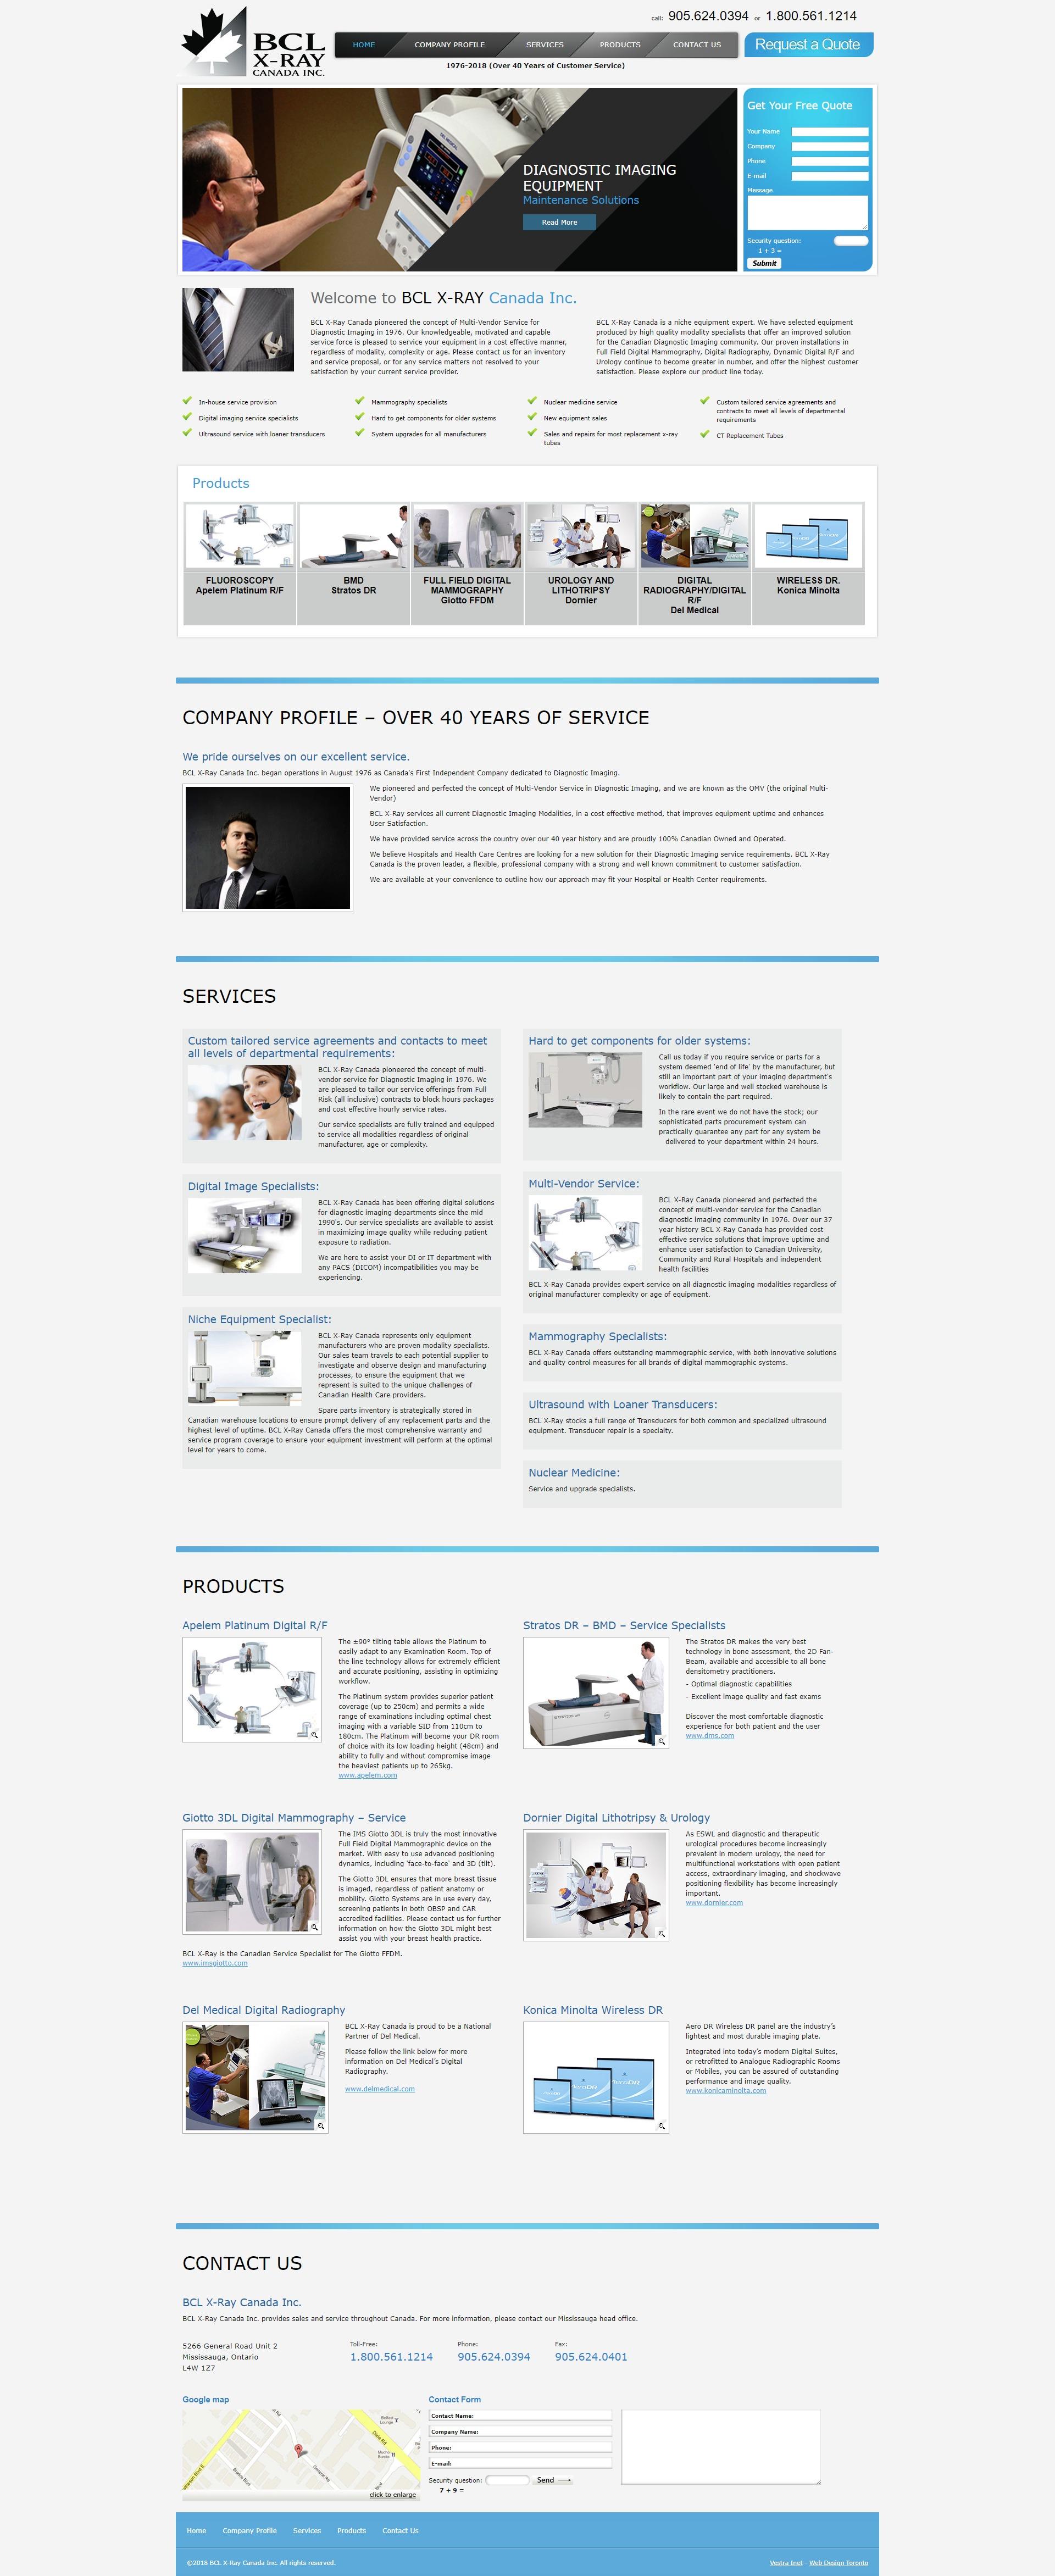 call: 905.624.0394 or 1.800.561.1214
BCL
X-RAY
CANADA INC.
HOME
COMPANY PROFILE
SERVICES
PRODUCTS
CONTACT US
Request a Quote
1976-2018 (Over 40 Years of Customer Service)
DIAGNOSTIC IMAGING
EQUIPMENT
Maintenance Solutions
Read More
Get Your Free Quote
Your Name
Company
Phone
E-mail
Message
Security question:
1 + 3 =
Submit
Welcome to BCL X-RAY Canada Inc.
BCL X-Ray Canada pioneered the concept of Multi-Vendor Service for
Diagnostic Imaging in 1976. Our knowledgeable, motivated and capable
service force is pleased to service your equipment in a cost effective manner,
regardless of modality, complexity or age. Please contact us for an inventory
and service proposal, or for any service matters not resolved to your
satisfaction by your current service provider.
BCL X-Ray Canada is a niche equipment expert. We have selected equipment
produced by high quality modality specialists that offer an improved solution
for the Canadian Diagnostic Imaging community. Our proven installations in
Full Field Digital Mammography, Digital Radiography, Dynamic Digital R/F and
Urology continue to become greater in number, and offer the highest customer
satisfaction. Please explore our product line today.
In-house service provision
Digital imaging service specialists
Ultrasound service with loaner transducers
Mammography specialists
Hard to get components for older systems
System upgrades for all manufacturers
Nuclear medicine service
New equipment sales
Sales and repairs for most replacement x-ray
tubes
Custom tailored service agreements and
contracts to meet all levels of departmental
requirements
CT Replacement Tubes
Products
FLUOROSCOPY
Apelem Platinum R/F
BMD
Stratos DR
FULL FIELD DIGITAL
MAMMOGRAPHY
Giotto FFDM
UROLOGY AND
LITHOTRIPSY
Dornier
DIGITAL
RADIOGRAPHY/DIGITAL
R/F
Del Medical
WIRELESS DR.
Konica Minolta
COMPANY PROFILE – OVER 40 YEARS OF SERVICE
We pride ourselves on our excellent service.
BCL X-Ray Canada Inc. began operations in August 1976 as Canada's First Independent Company dedicated to Diagnostic Imaging.
We pioneered and perfected the concept of Multi-Vendor Service in Diagnostic Imaging, and we are known as the OMV (the original Multi-
Vendor)
BCL X-Ray services all current Diagnostic Imaging Modalities, in a cost effective method, that improves equipment uptime and enhances
User Satisfaction.
We have provided service across the country over our 40 year history and are proudly 100% Canadian Owned and Operated.
We believe Hospitals and Health Care Centres are looking for a new solution for their Diagnostic Imaging service requirements. BCL X-Ray
Canada is the proven leader, a flexible, professional company with a strong and well known commitment to customer satisfaction.
We are available at your convenience to outline how our approach may fit your Hospital or Health Center requirements.
SERVICES
Custom tailored service agreements and contacts to meet
all levels of departmental requirements:
BCL X-Ray Canada pioneered the concept of multi-
vendor service for Diagnostic Imaging in 1976. We
are pleased to tailor our service offerings from Full
Risk (all inclusive) contracts to block hours packages
and cost effective hourly service rates.
Our service specialists are fully trained and equipped
to service all modalities regardless of original
manufacturer, age or complexity.
Digital Image Specialists:
BCL X-Ray Canada has been offering digital solutions
for diagnostic imaging departments since the mid
1990's. Our service specialists are available to assist
in maximizing image quality while reducing patient
exposure to radiation.
We are here to assist your DI or IT department with
any PACS (DICOM) incompatibilities you may be
experiencing.
Niche Equipment Specialist:
BCL X-Ray Canada represents only equipment
manufacturers who are proven modality specialists.
Our sales team travels to each potential supplier to
investigate and observe design and manufacturing
processes, to ensure the equipment that we
represent is suited to the unique challenges of
Canadian Health Care providers.
Spare parts inventory is strategically stored in
Canadian warehouse locations to ensure prompt delivery of any replacement parts and the
highest level of uptime. BCL X-Ray Canada offers the most comprehensive warranty and
service program coverage to ensure your equipment investment will perform at the optimal
level for years to come.
Hard to get components for older systems:
Call us today if you require service or parts for a
system deemed 'end of life' by the manufacturer, but
still an important part of your imaging department's
workflow. Our large and well stocked warehouse is
likely to contain the part required.
In the rare event we do not have the stock; our
sophisticated parts procurement system can
practically guarantee any part for any system be
delivered to your department within 24 hours.
Multi-Vendor Service:
BCL X-Ray Canada pioneered and perfected the
concept of multi-vendor service for the Canadian
diagnostic imaging community in 1976. Over our 37
year history BCL X-Ray Canada has provided cost
effective service solutions that improve uptime and
enhance user satisfaction to Canadian University,
Community and Rural Hospitals and independent
health facilities
BCL X-Ray Canada provides expert service on all diagnostic imaging modalities regardless of
original manufacturer complexity or age of equipment.
Mammography Specialists:
BCL X-Ray Canada offers outstanding mammographic service, with both innovative solutions
and quality control measures for all brands of digital mammographic systems.
Ultrasound with Loaner Transducers:
BCL X-Ray stocks a full range of Transducers for both common and specialized ultrasound
equipment. Transducer repair is a specialty.
Nuclear Medicine:
Service and upgrade specialists.
PRODUCTS
Apelem Platinum Digital R/F
The ±90° tilting table allows the Platinum to
easily adapt to any Examination Room. Top of
the line technology allows for extremely efficient
and accurate positioning, assisting in optimizing
workflow.
The Platinum system provides superior patient
coverage (up to 250cm) and permits a wide
range of examinations including optimal chest
imaging with a variable SID from 110cm to
180cm. The Platinum will become your DR room
of choice with its low loading height (48cm) and
ability to fully and without compromise image
the heaviest patients up to 265kg.
www.apelem.com
Stratos DR – BMD – Service Specialists
The Stratos DR makes the very best
technology in bone assessment, the 2D Fan-
Beam, available and accessible to all bone
densitometry practitioners.
- Optimal diagnostic capabilities
- Excellent image quality and fast exams
Discover the most comfortable diagnostic
experience for both patient and the user
www.dms.com
Giotto 3DL Digital Mammography – Service
The IMS Giotto 3DL is truly the most innovative
Full Field Digital Mammographic device on the
market. With easy to use advanced positioning
dynamics, including 'face-to-face' and 3D (tilt).
The Giotto 3DL ensures that more breast tissue
is imaged, regardless of patient anatomy or
mobility. Giotto Systems are in use every day,
screening patients in both OBSP and CAR
accredited facilities. Please contact us for further
information on how the Giotto 3DL might best
assist you with your breast health practice.
BCL X-Ray is the Canadian Service Specialist for The Giotto FFDM.
www.imsgiotto.com
Dornier Digital Lithotripsy & Urology
As ESWL and diagnostic and therapeutic
urological procedures become increasingly
prevalent in modern urology, the need for
multifunctional workstations with open patient
access, extraordinary imaging, and shockwave
positioning flexibility has become increasingly
important.
www.dornier.com
Del Medical Digital Radiography
BCL X-Ray Canada is proud to be a National
Partner of Del Medical.
Please follow the link below for more
information on Del Medical's Digital
Radiography.
www.delmedical.com
Konica Minolta Wireless DR
AeroDR
Aero DR Wireless DR panel are the industry's
lightest and most durable imaging plate.
Integrated into today's modern Digital Suites,
or retrofitted to Analogue Radiographic Rooms
or Mobiles, you can be assured of outstanding
performance and image quality.
www.konicaminolta.com
CONTACT US
BCL X-Ray Canada Inc.
BCL X-Ray Canada Inc. provides sales and service throughout Canada. For more information, please contact our Mississauga head office.
5266 General Road Unit 2
Mississauga, Ontario
L4W 1Z7
Toll-Free:
1.800.561.1214
Phone:
905.624.0394
Fax:
905.624.0401
Google map
General Rd
click to enlarge
Contact Form
Contact Name:
Company Name:
Phone:
E-mail:
Security question:
7 + 9 =
Send
Home
Company Profile
Services
Products
Contact Us
©2018 BCL X-Ray Canada Inc. All rights reserved.
Vestra Inet - Web Design Toronto